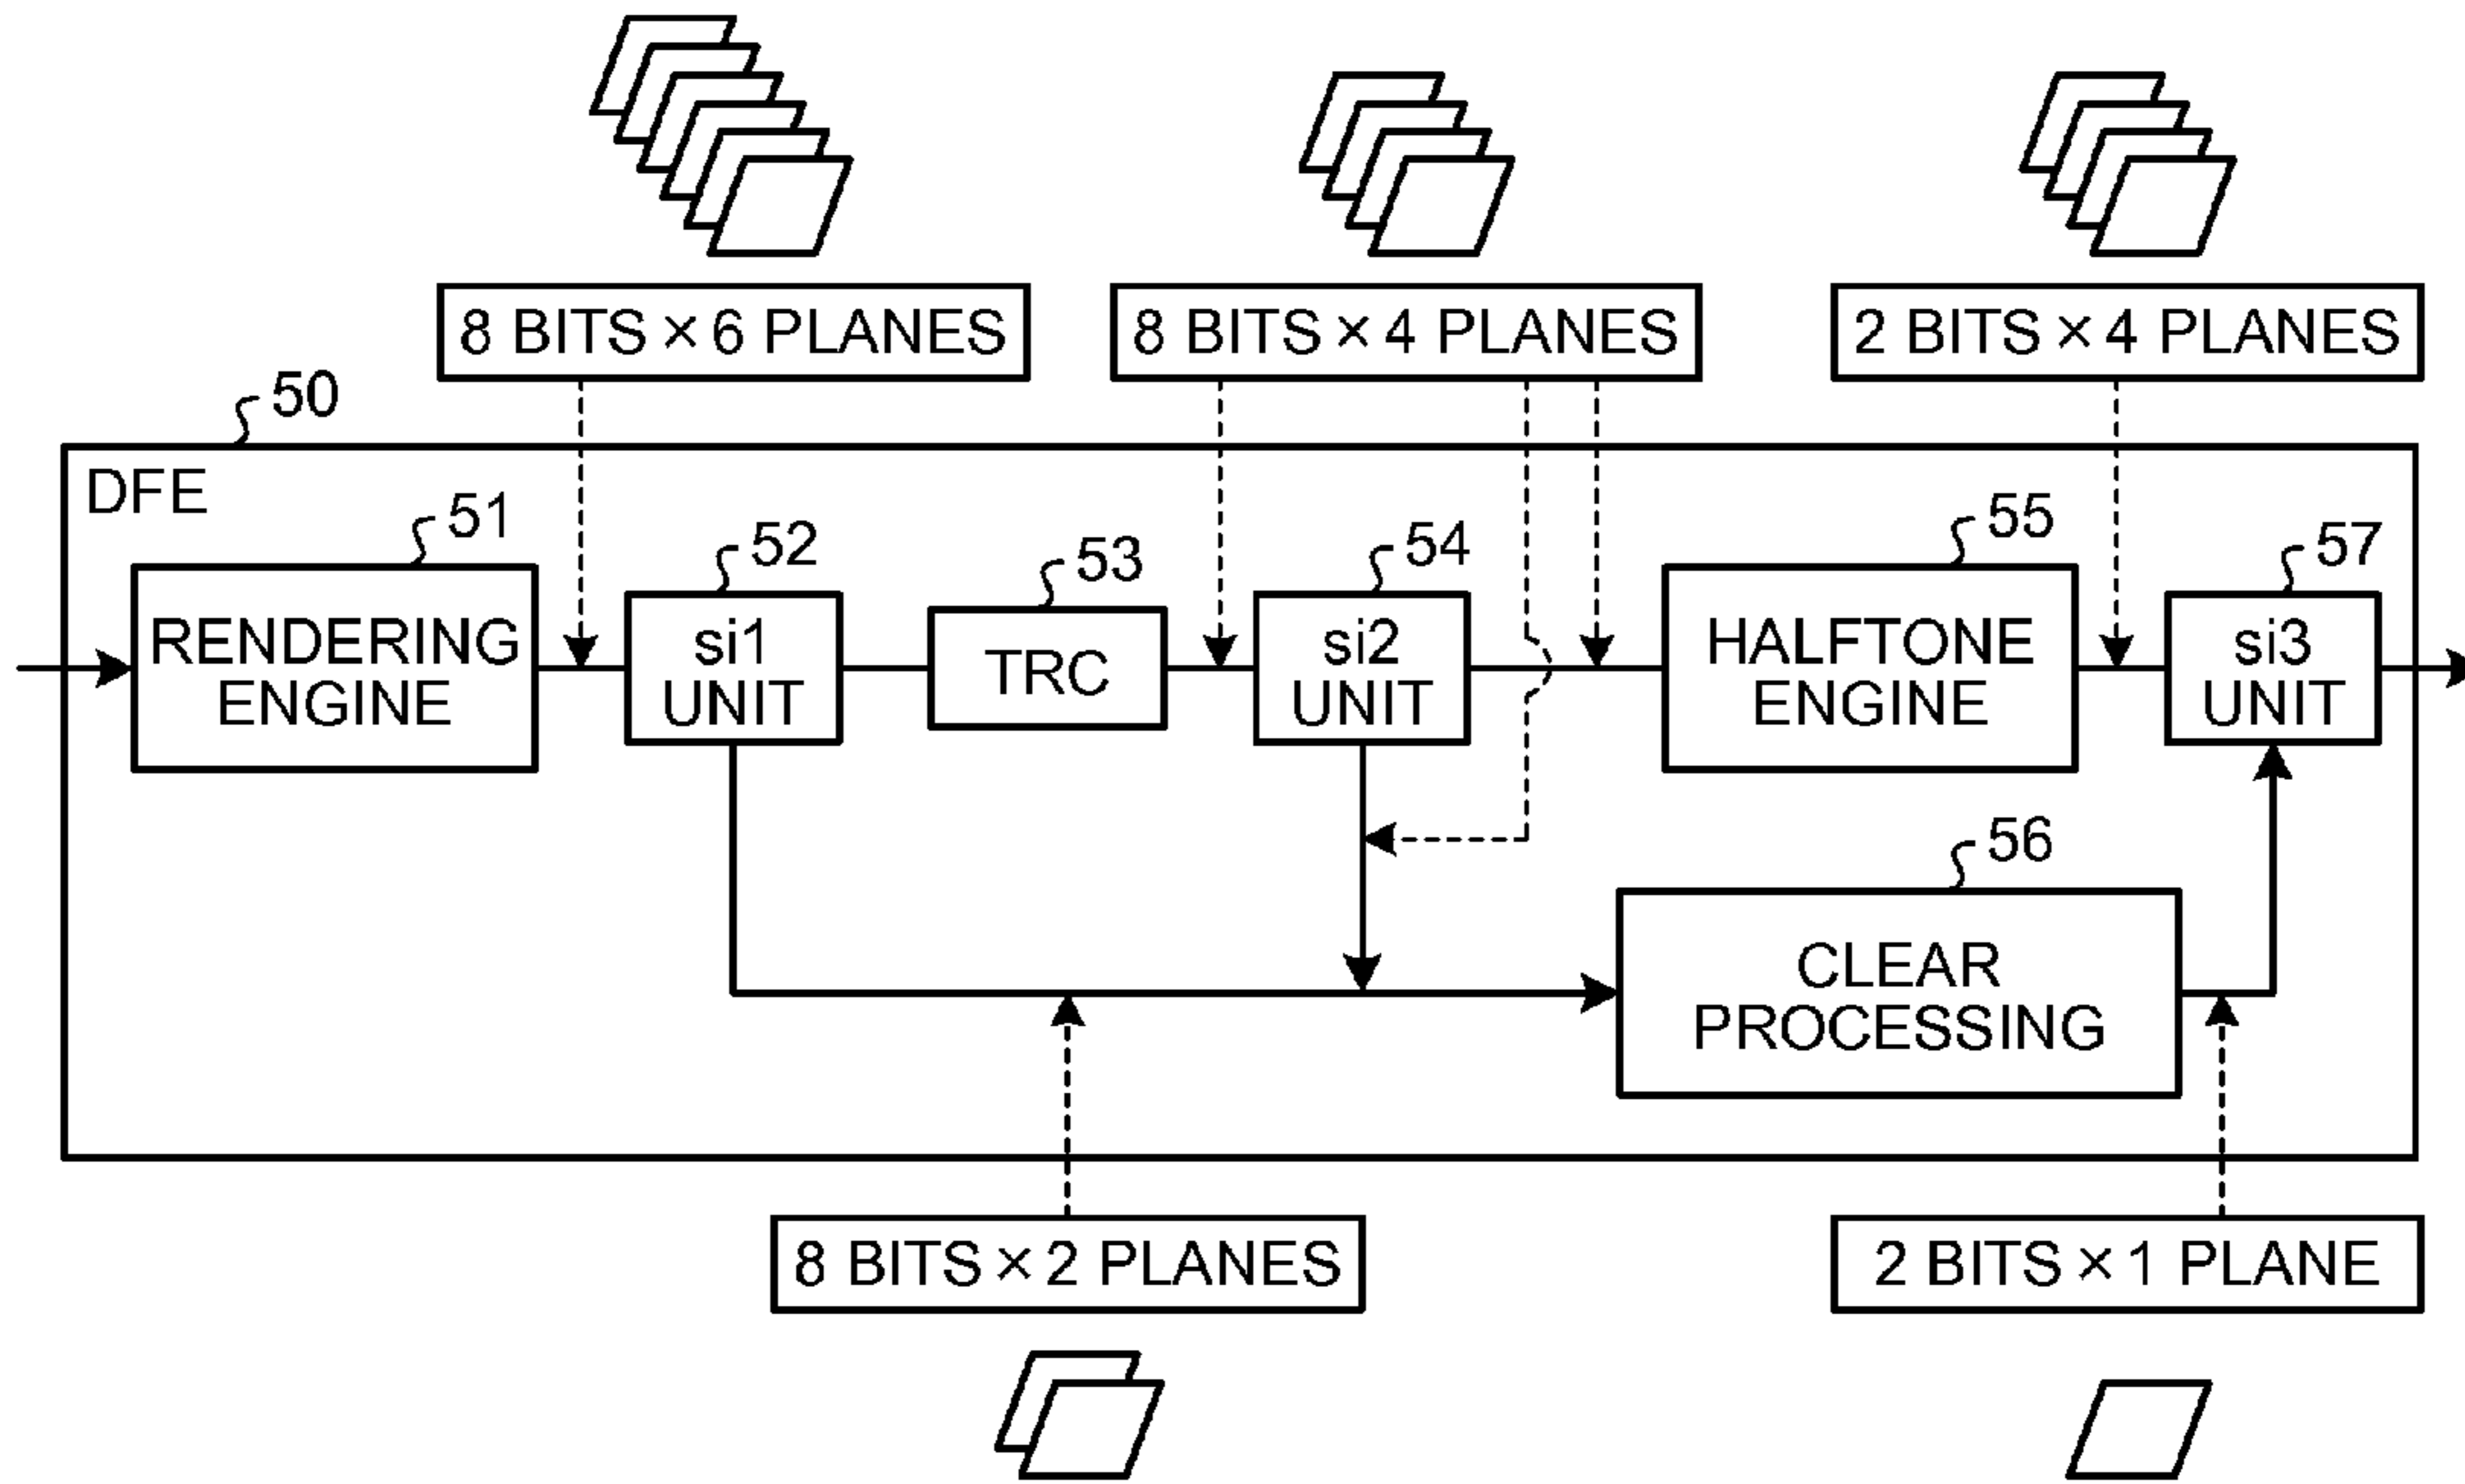 8 BITS × 6 PLANES
8 BITS × 4 PLANES
2 BITS × 4 PLANES
50
DFE
51
52
53
54
55
57
RENDERING
ENGINE
si1
UNIT
TRC
si2
UNIT
HALFTONE
ENGINE
si3
UNIT
56
CLEAR
PROCESSING
8 BITS × 2 PLANES
2 BITS × 1 PLANE